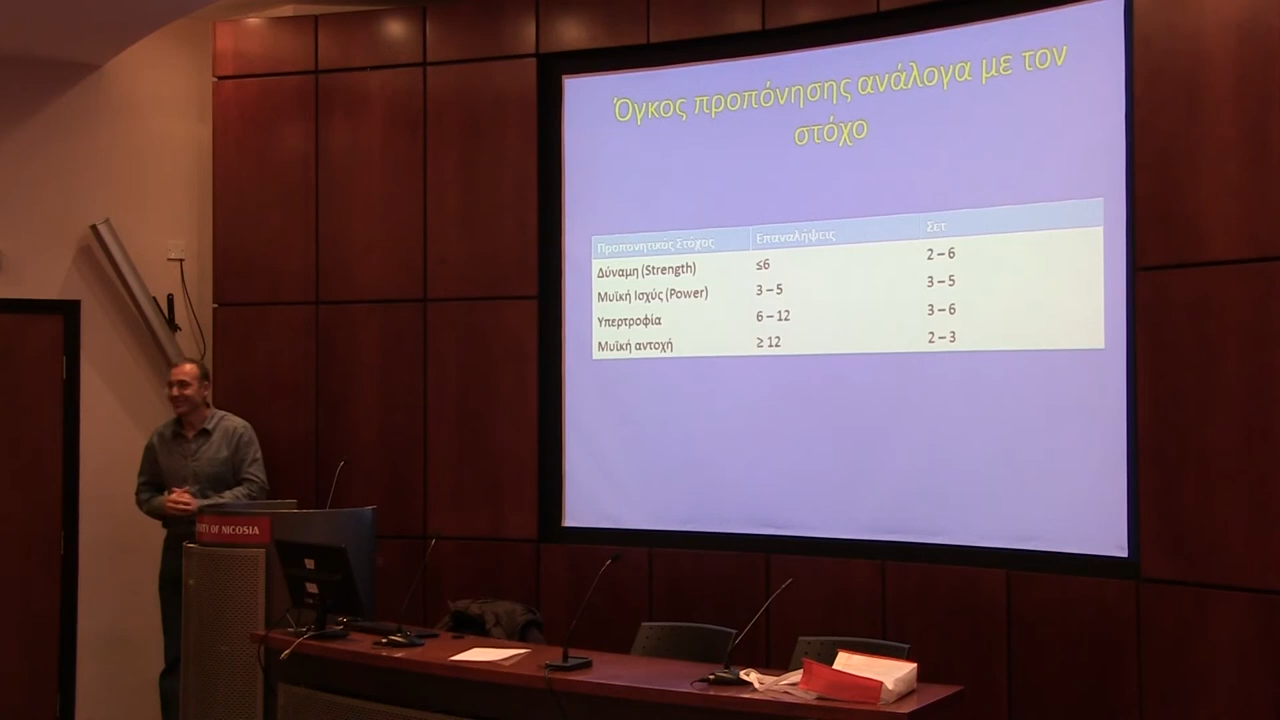 Όγκος προπόνησης ανάλογα με τον
στόχο
Προπονητικός Στόχος Επαναλήψεις Σετ
Δύναμη (Strength) ≤6 2 – 6
Μυϊκή Ισχύς (Power) 3 – 5 3 – 5
Υπερτροφία 6 – 12 3 – 6
Μυϊκή αντοχή ≥ 12 2 – 3
OF NICOSIA